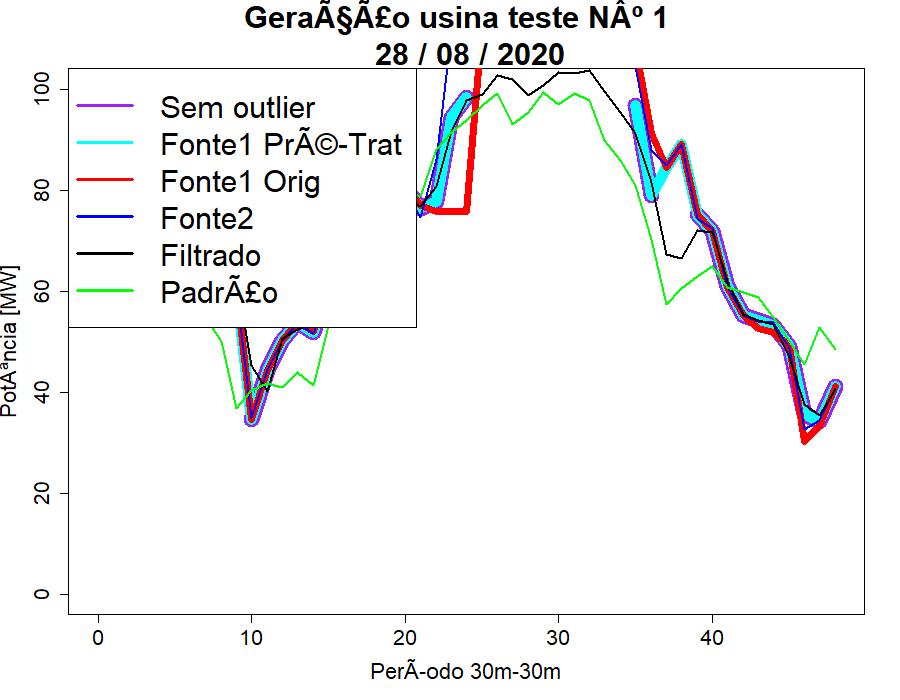 GeraÃ§Ã£o usina teste NÂº 1
28 / 08 / 2020
Sem outlier
Fonte1 PrÃ©-Trat
Fonte1 Orig
Fonte2
Filtrado
PadrÃ£o
PotÃªncia [MW]
100
80
60
40
20
0
0 10 20 30 40
PerÃ-odo 30m-30m